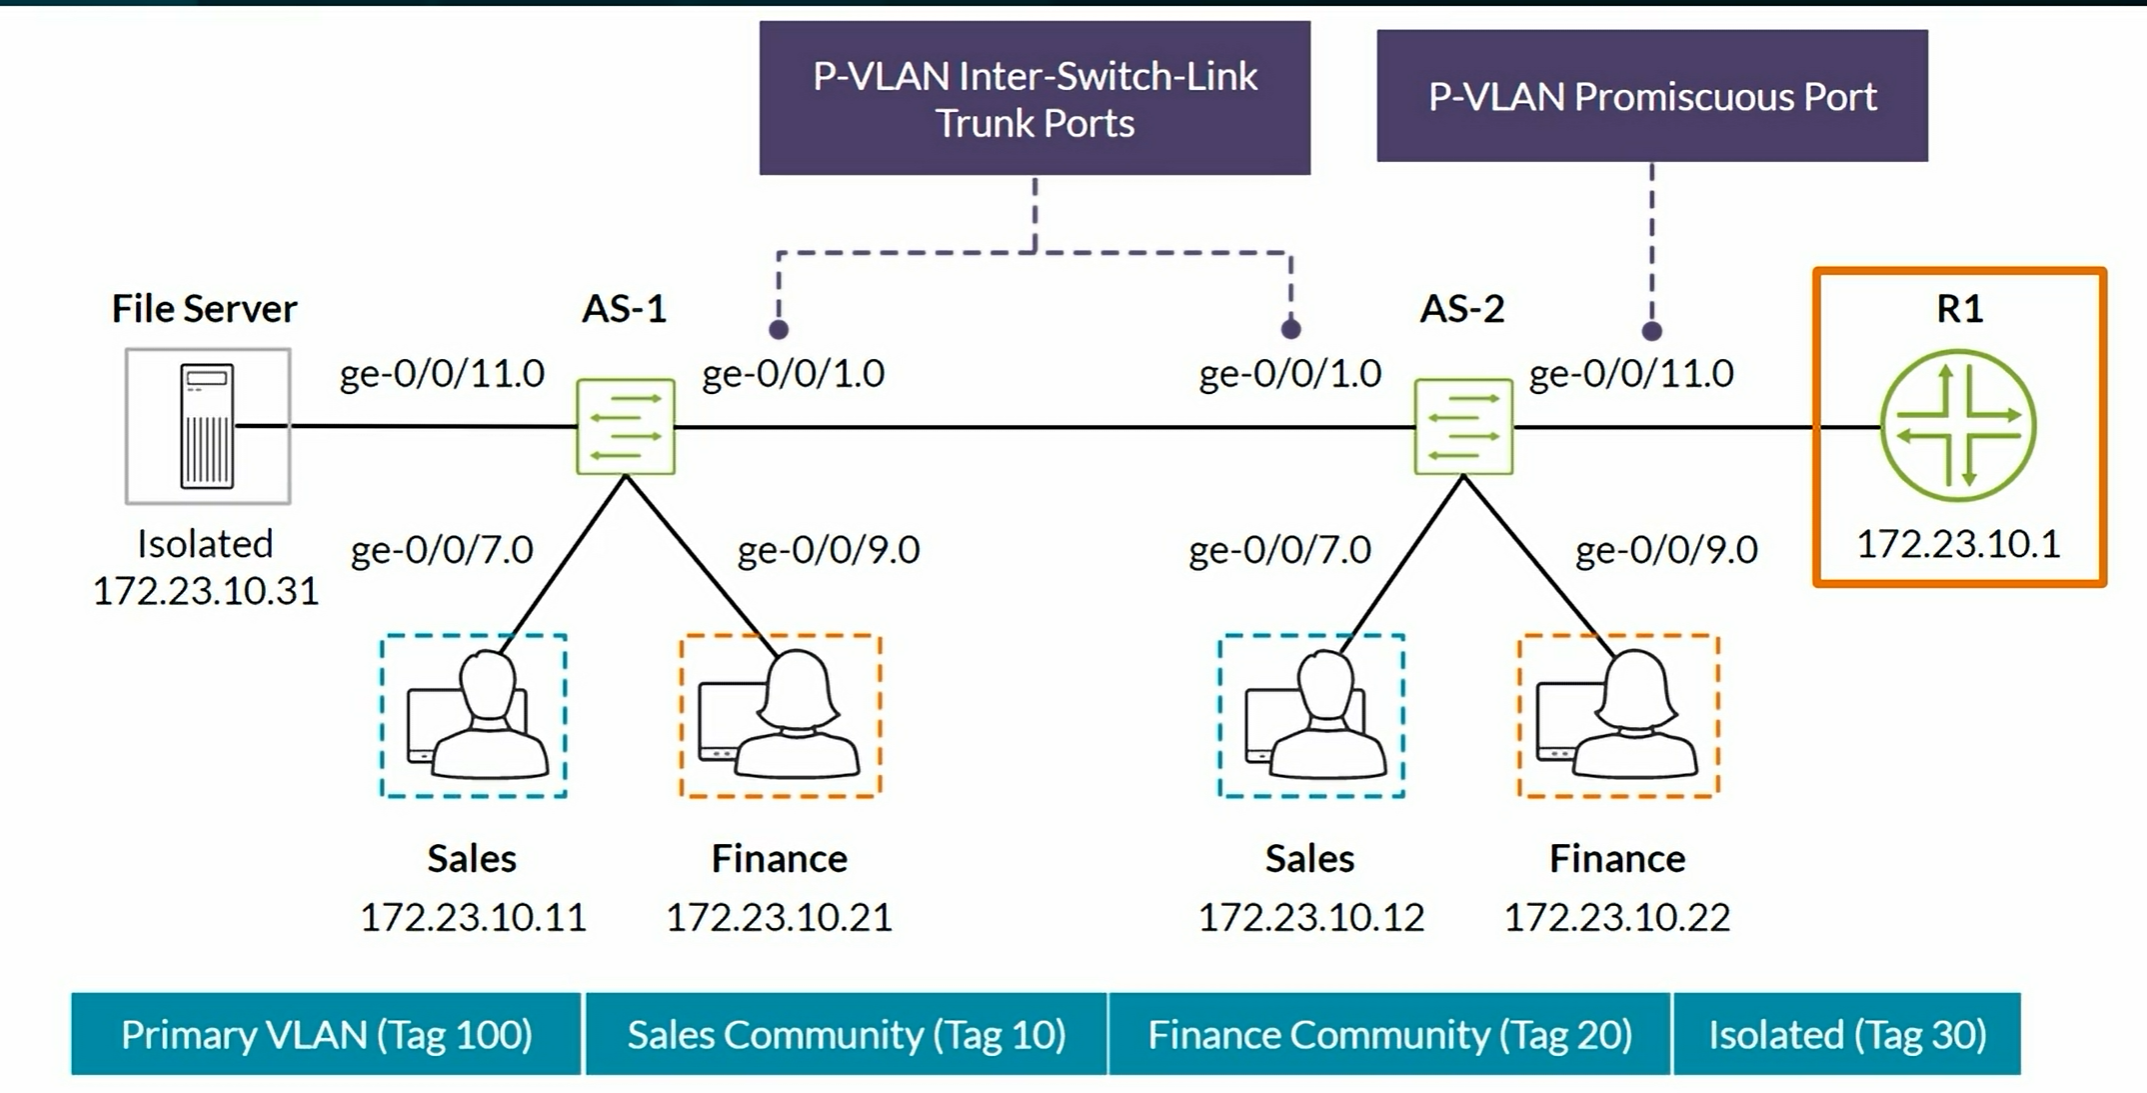 P-VLAN Inter-Switch-Link
Trunk Ports
P-VLAN Promiscuous Port
File Server
AS-1
AS-2
R1
ge-0/0/11.0
ge-0/0/1.0
ge-0/0/1.0
ge-0/0/11.0
Isolated
172.23.10.31
ge-0/0/7.0
ge-0/0/9.0
ge-0/0/7.0
ge-0/0/9.0
172.23.10.1
Sales
172.23.10.11
Finance
172.23.10.21
Sales
172.23.10.12
Finance
172.23.10.22
Primary VLAN (Tag 100)
Sales Community (Tag 10)
Finance Community (Tag 20)
Isolated (Tag 30)